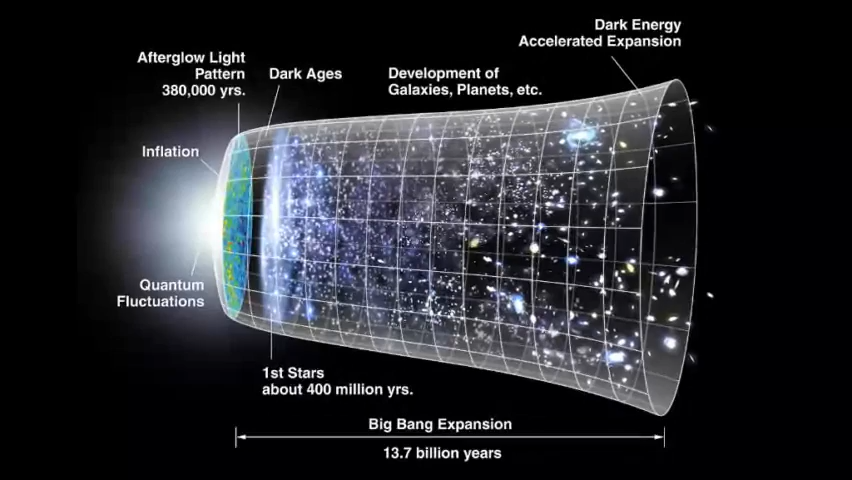 Dark Energy
Accelerated Expansion
Afterglow Light
Pattern
380,000 yrs.
Dark Ages
Development of
Galaxies, Planets, etc.
Inflation
Quantum
Fluctuations
1st Stars
about 400 million yrs.
Big Bang Expansion
13.7 billion years